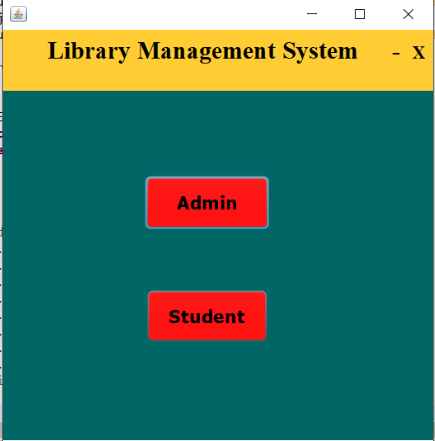 Library Management System - X
Admin
Student